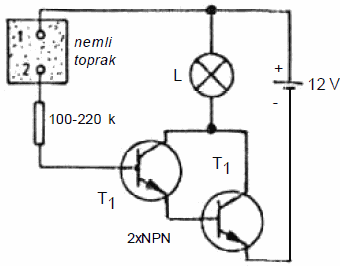 1
2
nemli
toprak
L
+
-
12 V
100-220 k
T1
T1
2xNPN